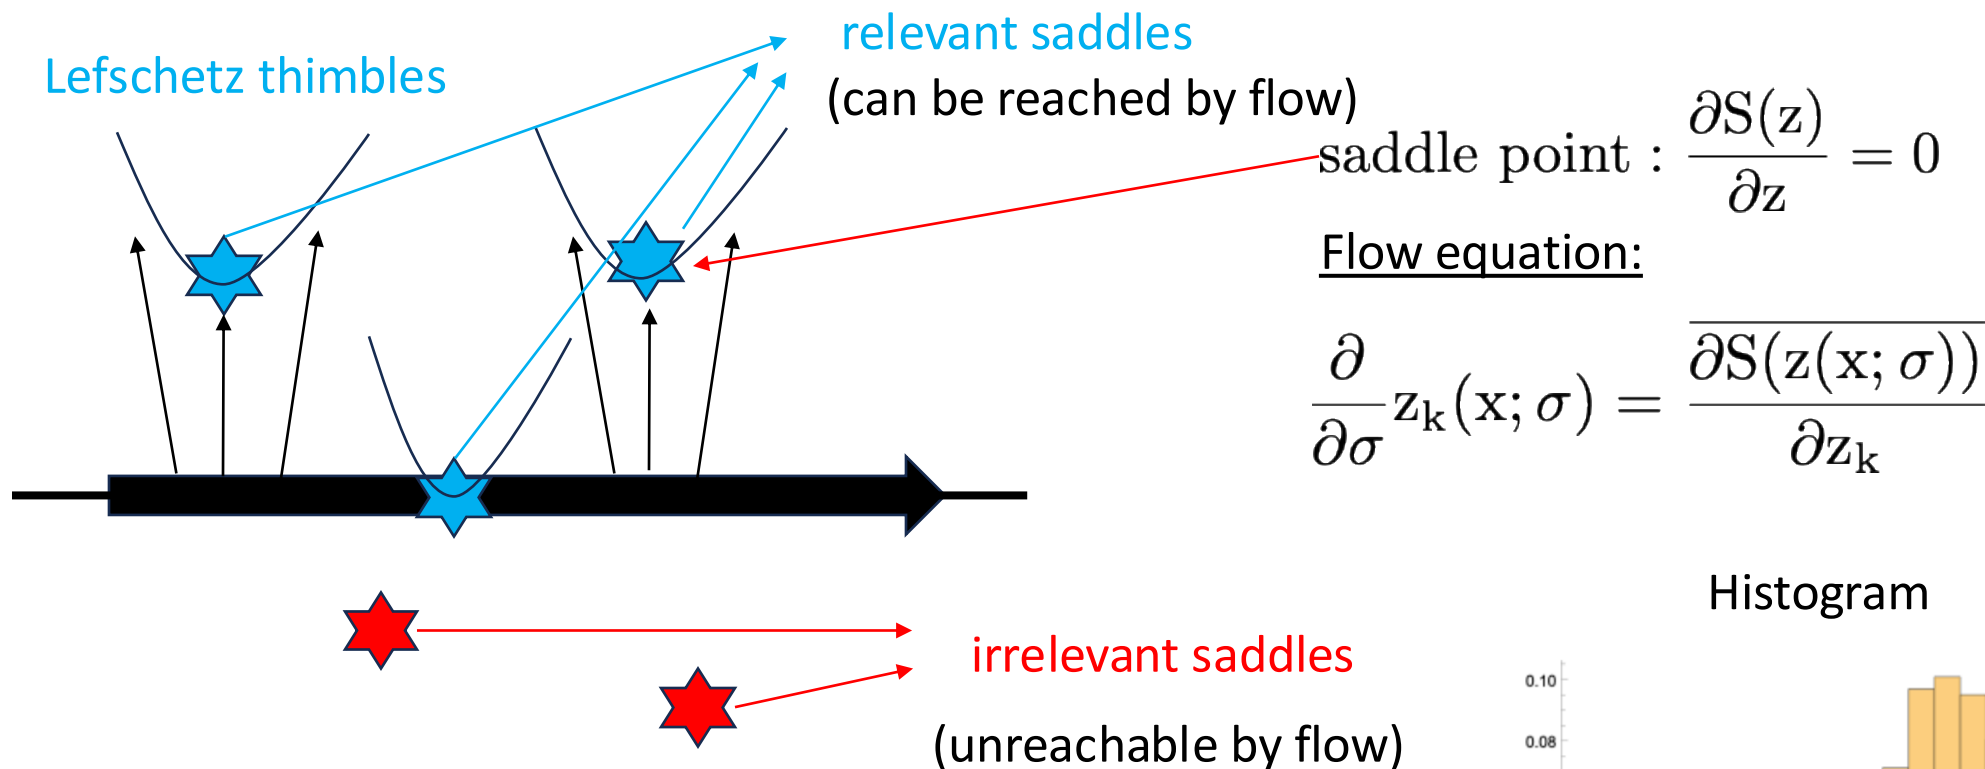 Lefschetz thimbles
relevant saddles
(can be reached by flow)
saddle point : ∂S(z)/∂z = 0
Flow equation:
∂/∂σ z_k(x; σ) = \overline{∂S(z(x; σ))/∂z_k}
Histogram
irrelevant saddles
(unreachable by flow)
0.10
0.08